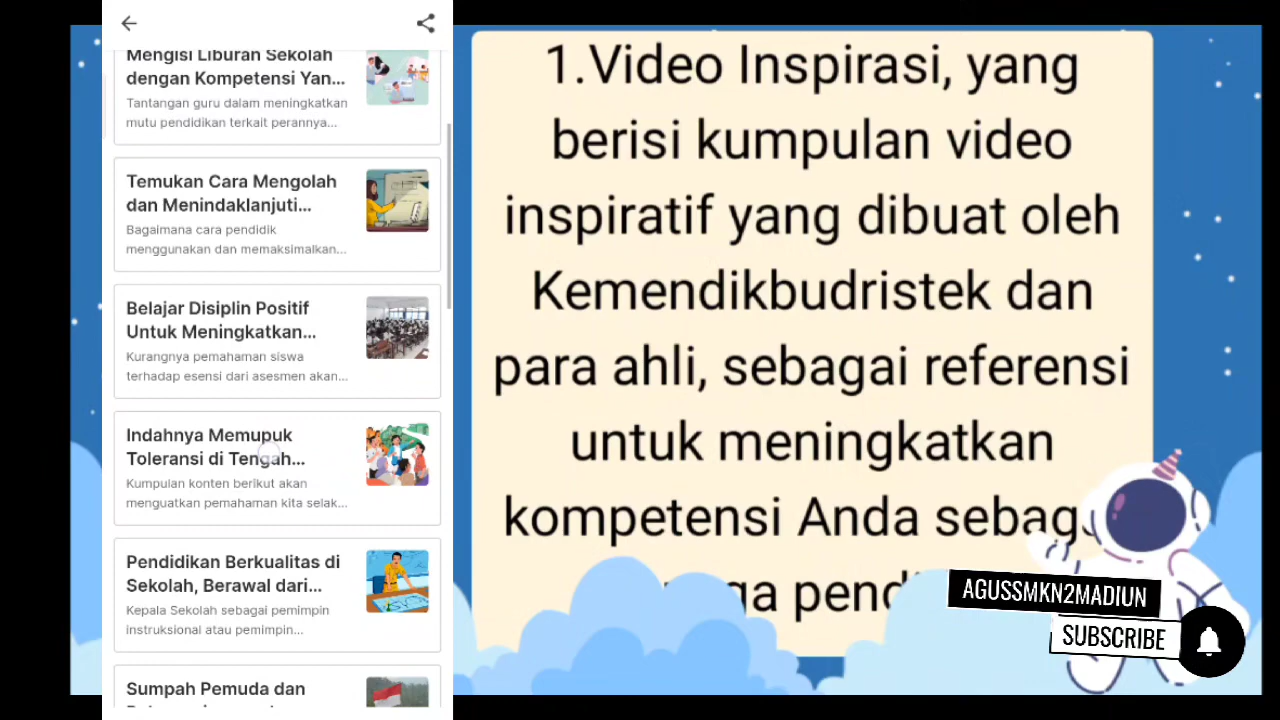 Mengisi Liburan Sekolah
dengan Kompetensi Yan...
Tantangan guru dalam meningkatkan
mutu pendidikan terkait perannya...
Temukan Cara Mengolah
dan Menindaklanjuti...
Bagaimana cara pendidik
menggunakan dan memaksimalkan...
Belajar Disiplin Positif
Untuk Meningkatkan...
Kurangnya pemahaman siswa
terhadap esensi dari asesmen akan...
Indahnya Memupuk
Toleransi di Tengah...
Kumpulan konten berikut akan
menguatkan pemahaman kita selak...
Pendidikan Berkualitas di
Sekolah, Berawal dari...
Kepala Sekolah sebagai pemimpin
instruksional atau pemimpin...
Sumpah Pemuda dan
1.Video Inspirasi, yang
berisi kumpulan video
inspiratif yang dibuat oleh
Kemendikbudristek dan
para ahli, sebagai referensi
untuk meningkatkan
kompetensi Anda
AGUSSMKN2MADIUN
SUBSCRIBE